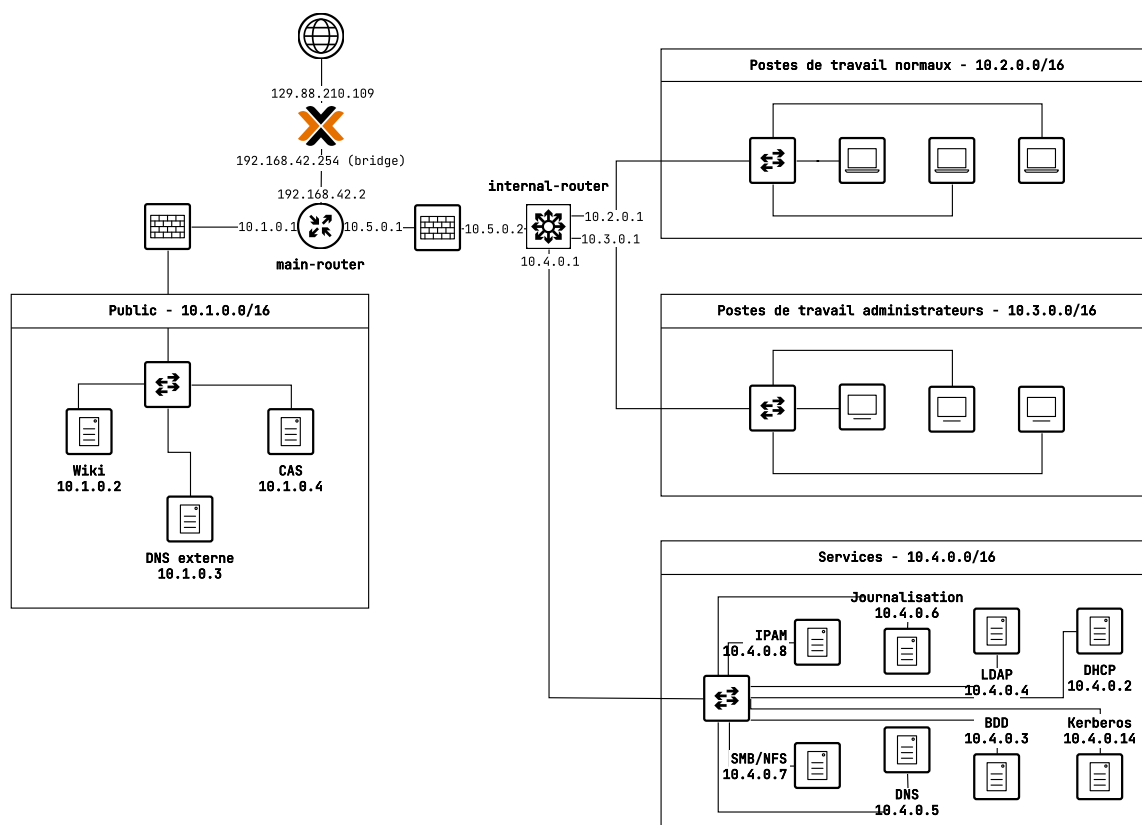 129.88.210.109
192.168.42.254 (bridge)
192.168.42.2
10.1.0.1
10.5.0.1
main-router
10.5.0.2
internal-router
10.2.0.1
10.3.0.1
10.4.0.1
Public - 10.1.0.0/16
Wiki
10.1.0.2
CAS
10.1.0.4
DNS externe
10.1.0.3
Postes de travail normaux - 10.2.0.0/16
Postes de travail administrateurs - 10.3.0.0/16
Services - 10.4.0.0/16
Journalisation
10.4.0.6
IPAM
10.4.0.8
LDAP
10.4.0.4
DHCP
10.4.0.2
BDD
10.4.0.3
Kerberos
10.4.0.14
SMB/NFS
10.4.0.7
DNS
10.4.0.5